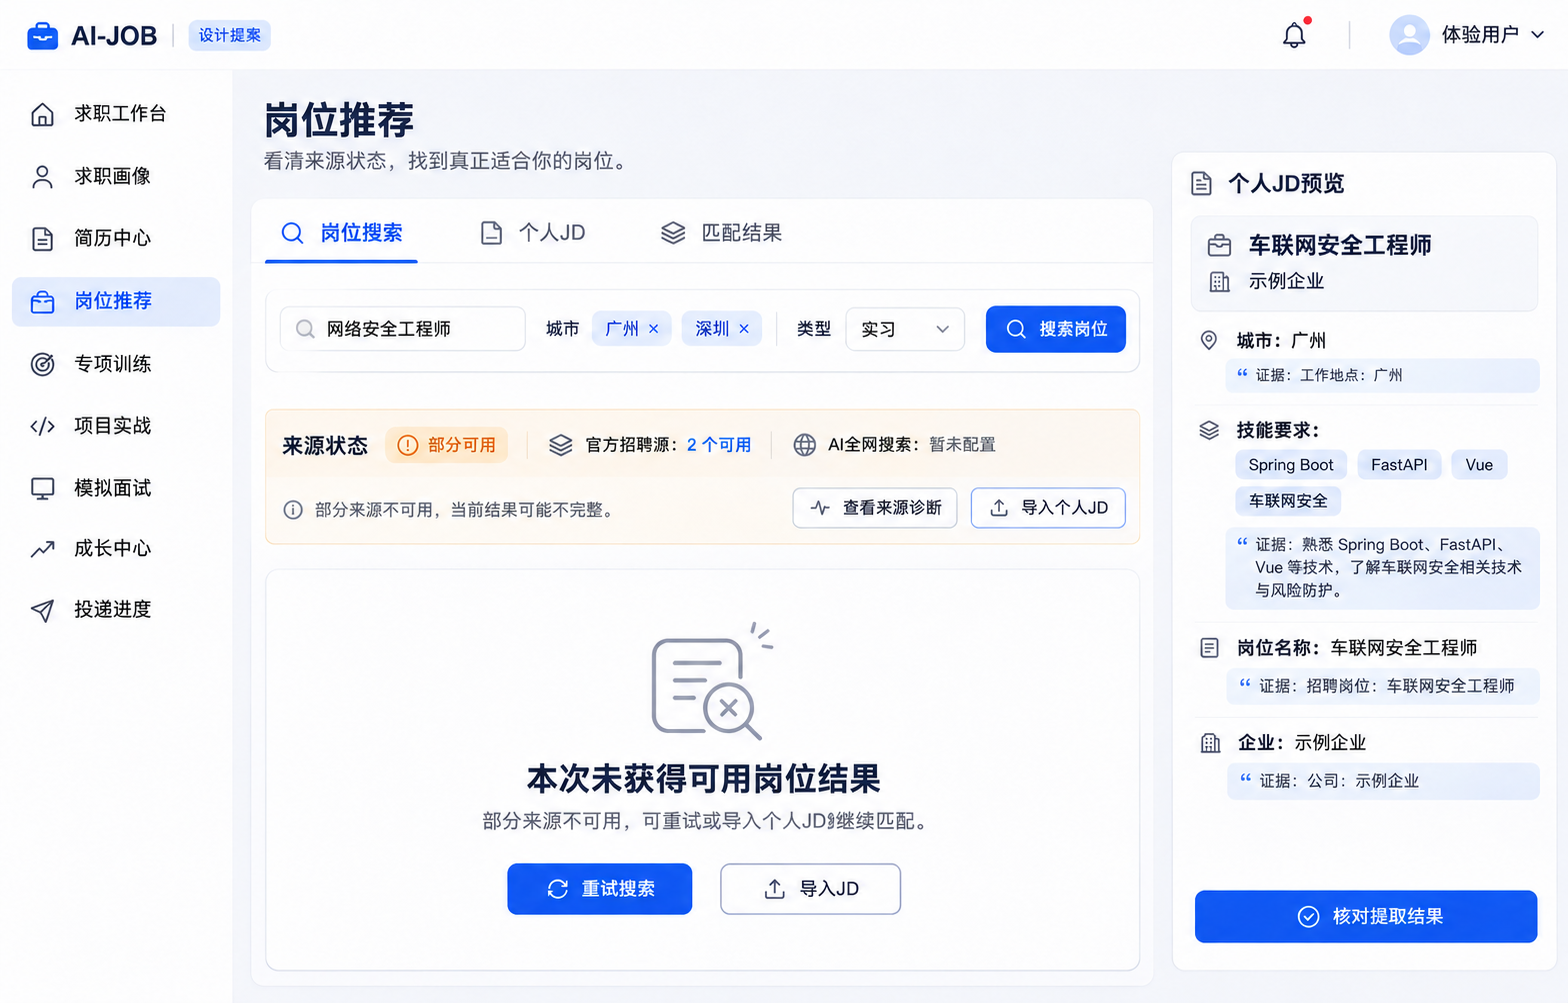 AI-JOB
设计提案
体验用户
求职工作台
求职画像
简历中心
岗位推荐
专项训练
项目实战
模拟面试
成长中心
投递进度
岗位推荐
看清来源状态，找到真正适合你的岗位。
岗位搜索
个人JD
匹配结果
网络安全工程师
城市
广州 ×
深圳 ×
类型
实习
搜索岗位
来源状态
部分可用
官方招聘源：2 个可用
AI全网搜索：暂未配置
部分来源不可用，当前结果可能不完整。
查看来源诊断
导入个人JD
本次未获得可用岗位结果
部分来源不可用，可重试或导入个人JD继续匹配。
重试搜索
导入JD
个人JD预览
车联网安全工程师
示例企业
城市：广州
“ 证据：工作地点：广州
技能要求：
Spring Boot
FastAPI
Vue
车联网安全
“ 证据：熟悉 Spring Boot、FastAPI、
Vue 等技术，了解车联网安全相关技术
与风险防护。
岗位名称：车联网安全工程师
“ 证据：招聘岗位：车联网安全工程师
企业：示例企业
“ 证据：公司：示例企业
核对提取结果